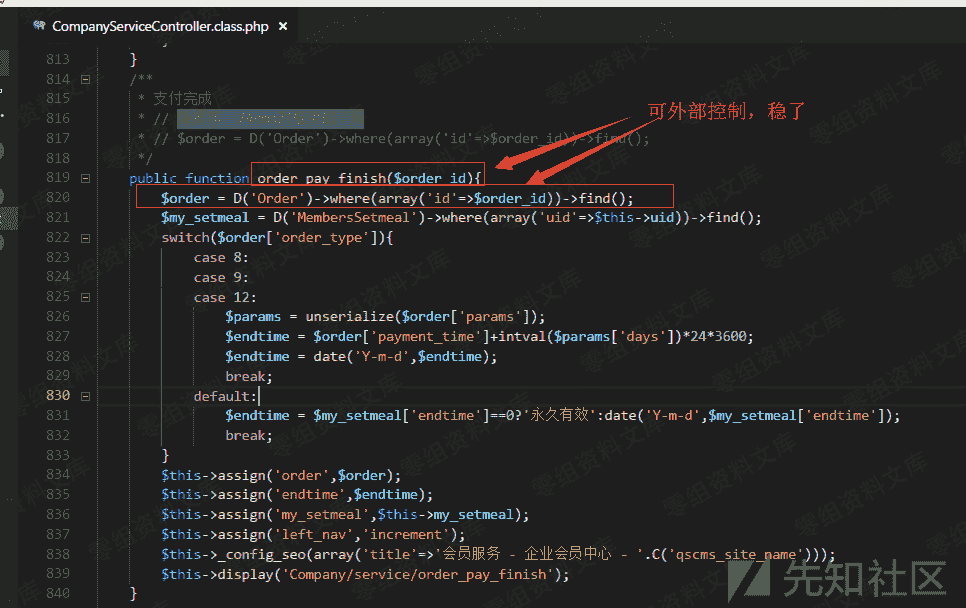 CompanyServiceController.class.php ×
可外部控制，稳了
813 }
814 /**
815 * 支付完成
816 * //
817 * // $order = D('Order')->where(array('id'=>$order_id))->find();
818 */
819 public function order_pay_finish($order_id){
820 $order = D('Order')->where(array('id'=>$order_id))->find();
821 $my_setmeal = D('MembersSetmeal')->where(array('uid'=>$this->uid))->find();
822 switch($order['order_type']){
823 case 8:
824 case 9:
825 case 12:
826 $params = unserialize($order['params']);
827 $endtime = $order['payment_time']+intval($params['days'])*24*3600;
828 $endtime = date('Y-m-d',$endtime);
829 break;
830 default:
831 $endtime = $my_setmeal['endtime']==0?'永久有效':date('Y-m-d',$my_setmeal['endtime']);
832 break;
833 }
834 $this->assign('order',$order);
835 $this->assign('endtime',$endtime);
836 $this->assign('my_setmeal',$this->my_setmeal);
837 $this->assign('left_nav','increment');
838 $this->_config_seo(array('title'=>'会员服务 - 企业会员中心 - '.C('qscms_site_name')));
839 $this->display('Company/service/order_pay_finish');
840 }
先知社区
零组资料文库